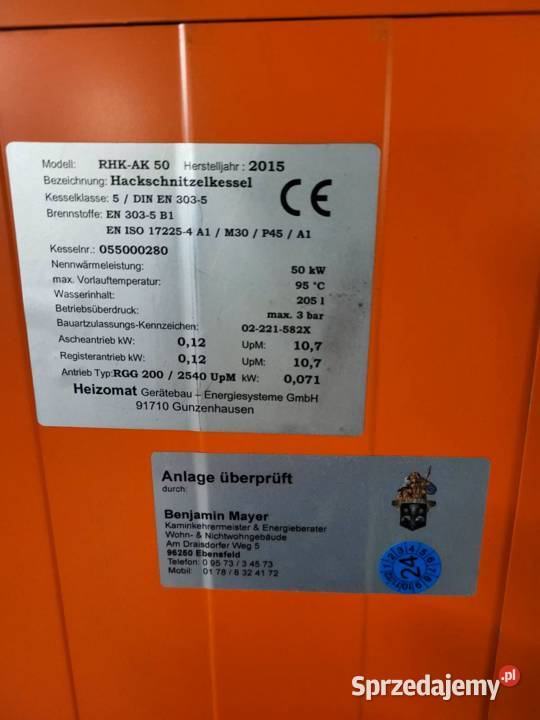 Modell: RHK-AK 50 Herstelljahr : 2015
Bezeichnung: Hackschnitzelkessel
Kesselklasse: 5 / DIN EN 303-5
Brennstoffe: EN 303-5 B1
EN ISO 17225-4 A1 / M30 / P45 / A1
CE
Kesselnr.: 055000280
Nennwärmeleistung: 50 kW
max. Vorlauftemperatur: 95 °C
Wasserinhalt: 205 l
Betriebsüberdruck: max. 3 bar
Bauartzulassungs-Kennzeichen: 02-221-582X
Ascheantrieb kW: 0,12 UpM: 10,7
Registerantrieb kW: 0,12 UpM: 10,7
Antrieb Typ: RGG 200 / 2540 UpM kW: 0,071
Heizomat Gerätebau – Energiesysteme GmbH
91710 Gunzenhausen
Anlage überprüft
durch:
Benjamin Mayer
Kaminkehrermeister & Energieberater
Wohn- & Nichtwohngebäude
Am Draisdorfer Weg 5
96250 Ebensfeld
Telefon: 0 95 73 / 3 45 73
Mobil: 01 78 / 8 32 41 72
24
Sprzedajemy.pl